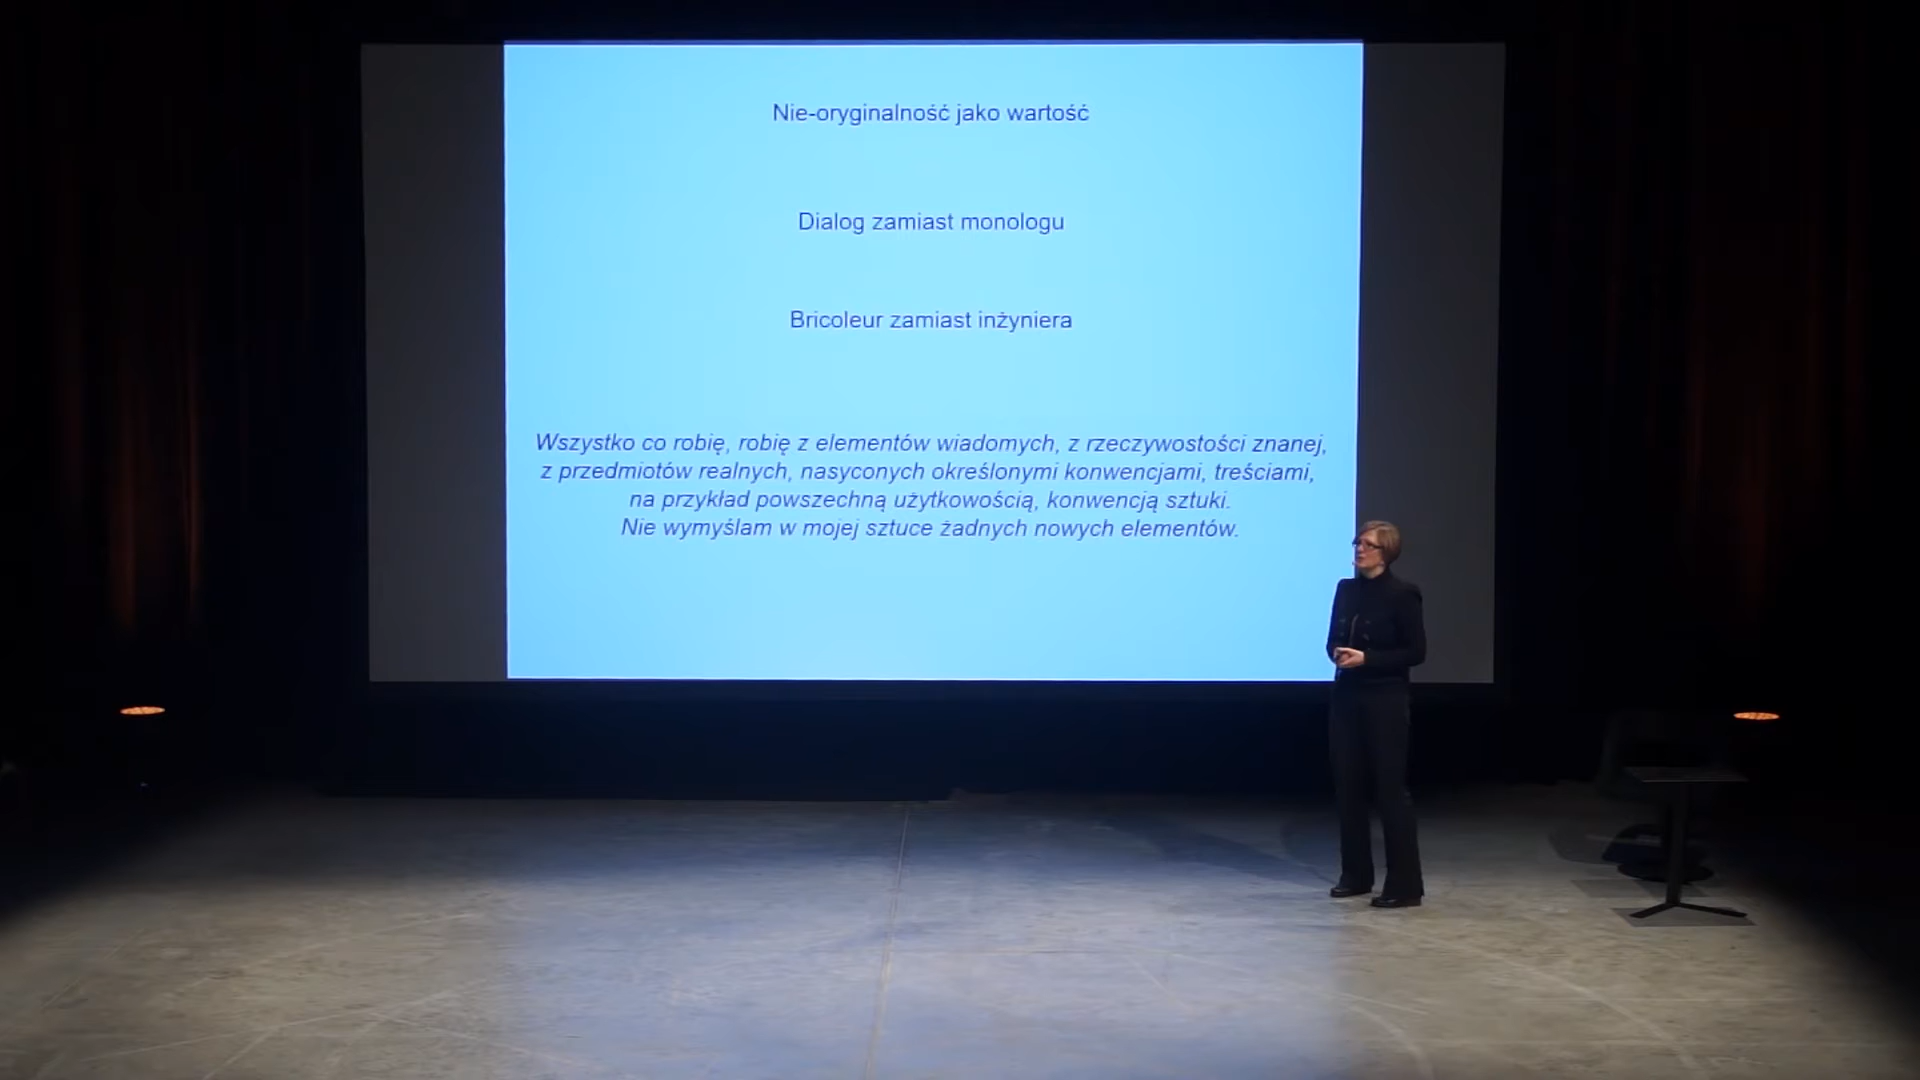 Nie-oryginalność jako wartość
Dialog zamiast monologu
Bricoleur zamiast inżyniera
Wszystko co robię, robię z elementów wiadomych, z rzeczywostości znanej,
z przedmiotów realnych, nasyconych określonymi konwencjami, treściami,
na przykład powszechną użytkowością, konwencją sztuki.
Nie wymyślam w mojej sztuce żadnych nowych elementów.